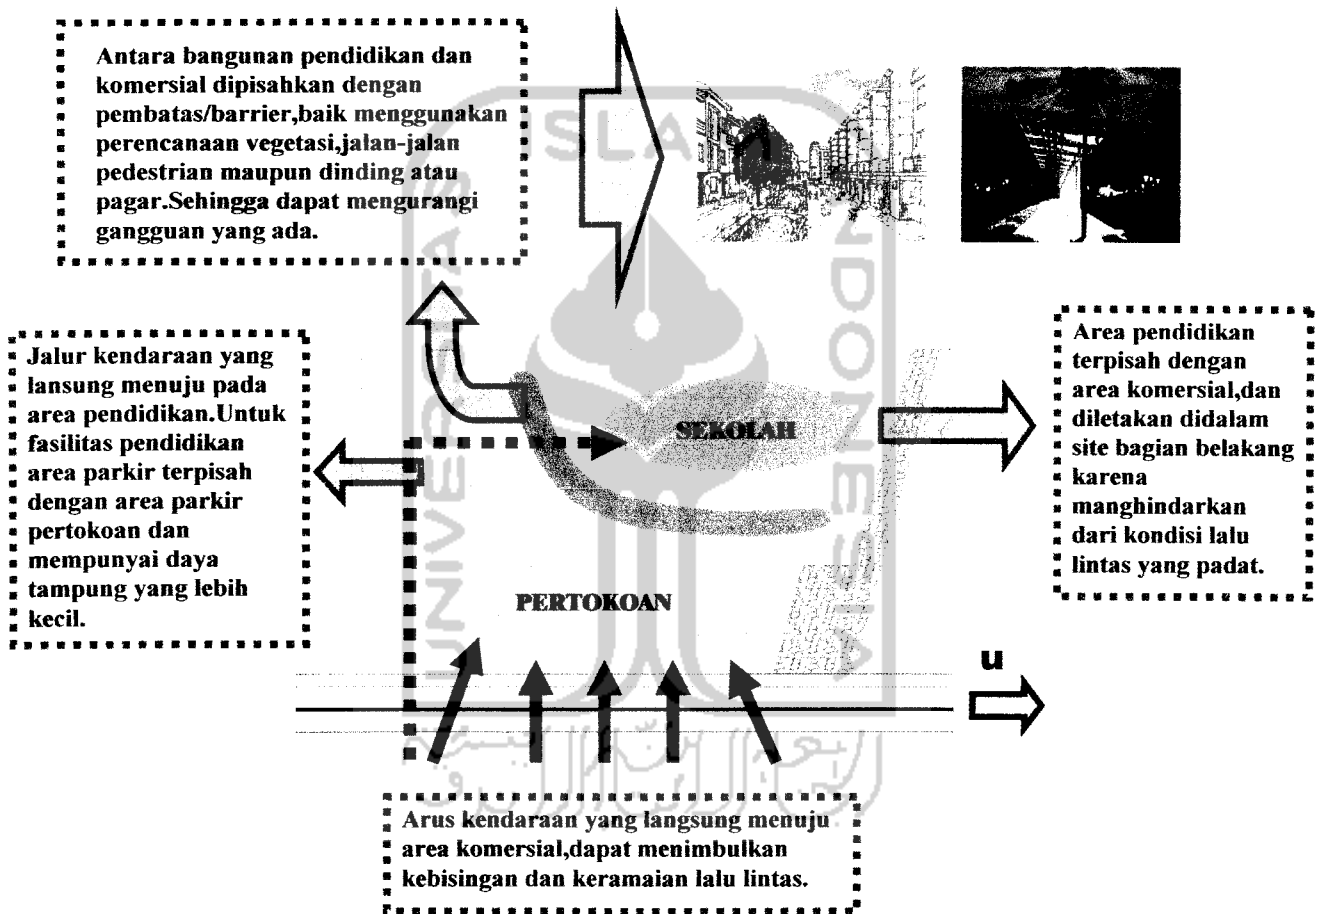 Antara bangunan pendidikan dan
komersial dipisahkan dengan
pembatas/barrier,baik menggunakan
perencanaan vegetasi,jalan-jalan
pedestrian maupun dinding atau
pagar.Sehingga dapat mengurangi
gangguan yang ada.
Jalur kendaraan yang
lansung menuju pada
area pendidikan.Untuk
fasilitas pendidikan
area parkir terpisah
dengan area parkir
pertokoan dan
mempunyai daya
tampung yang lebih
kecil.
SEKOLAH
Area pendidikan
terpisah dengan
area komersial,dan
diletakan didalam
site bagian belakang
karena
manghindarkan
dari kondisi lalu
lintas yang padat.
PERTOKOAN
u
Arus kendaraan yang langsung menuju
area komersial,dapat menimbulkan
kebisingan dan keramaian lalu lintas.
UNIVERSITAS
ISLAM
INDONESIA